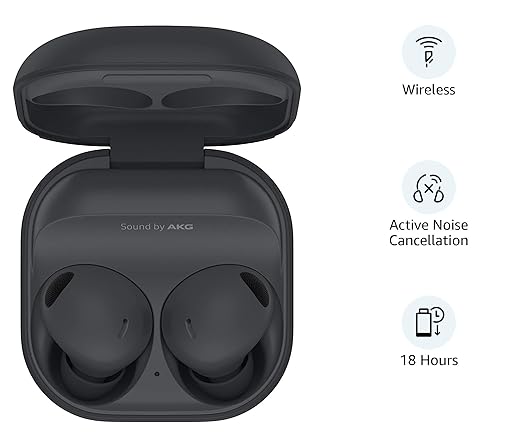 Sound by AKG
Wireless
Active Noise
Cancellation
18 Hours